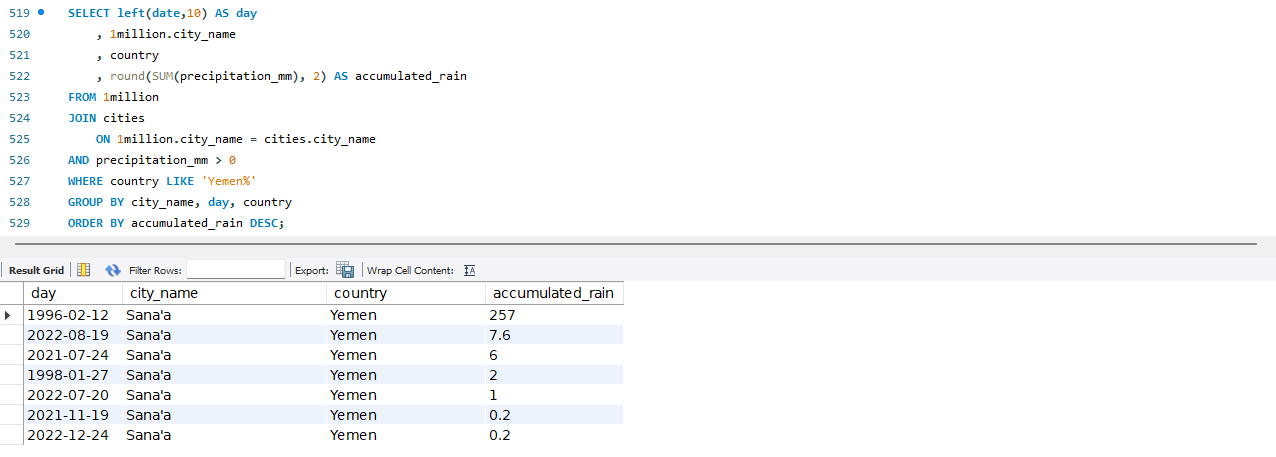 519 SELECT left(date,10) AS day
520 , 1million.city_name
521 , country
522 , round(SUM(precipitation_mm), 2) AS accumulated_rain
523 FROM 1million
524 JOIN cities
525 ON 1million.city_name = cities.city_name
526 AND precipitation_mm > 0
527 WHERE country LIKE 'Yemen%'
528 GROUP BY city_name, day, country
529 ORDER BY accumulated_rain DESC;
Result Grid Filter Rows: Export: Wrap Cell Content:
day city_name country accumulated_rain
1996-02-12 Sana'a Yemen 257
2022-08-19 Sana'a Yemen 7.6
2021-07-24 Sana'a Yemen 6
1998-01-27 Sana'a Yemen 2
2022-07-20 Sana'a Yemen 1
2021-11-19 Sana'a Yemen 0.2
2022-12-24 Sana'a Yemen 0.2